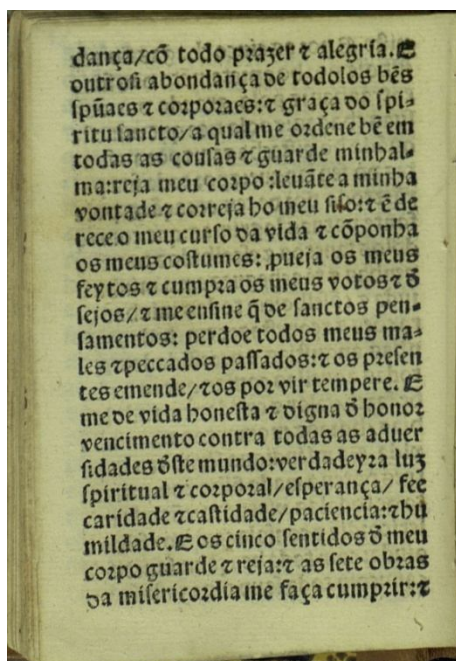 dança/cõ todo prazer ⁊ alegria. E
outroſi abondança de todolos bẽs
ſpũaes ⁊ corporaes: ⁊ graça do ſpi-
ritu ſancto/a qual me ordene bẽ em
todas as couſas ⁊ guarde minhal-
ma: reja meu corpo: leuãte a minha
vontade ⁊ correja ho meu ſiſo: ⁊ ẽde
rece o meu curſo da vida ⁊ cõponha
os meus coſtumes: ꝓueja os meus
feytos ⁊ cumpra os meus votos ⁊ d̃
ſejos/⁊ me enſine q̃ de ſanctos pen-
ſamentos: perdoe todos meus ma-
les ⁊ peccados paſſados: ⁊ os preſen
tes emende/⁊ os por vir tempere. E
me de vida honeſta ⁊ digna d̃ honor
vencimento contra todas as aduer
ſidades d̃ſte mundo: verdadeyra luz
ſpiritual ⁊ corporal/eſperança/ fee
caridade ⁊ caſtidade/paciencia: ⁊ hu
mildade. E os cinco ſentidos d̃ meu
corpo guarde ⁊ reja: ⁊ as ſete obras
da miſericordia me faça cumprir: ⁊